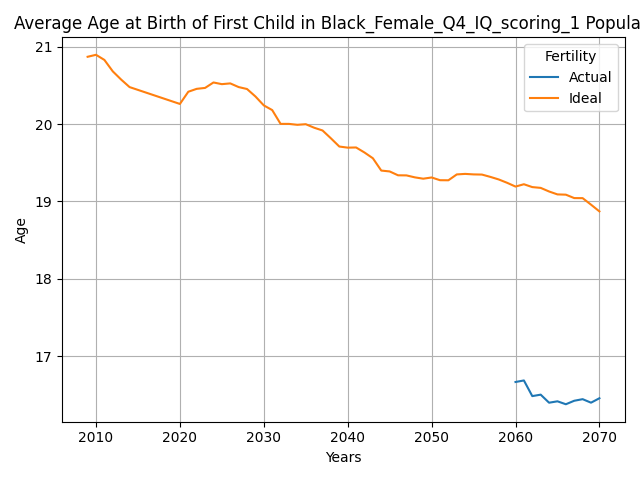 Average Age at Birth of First Child in Black_Female_Q4_IQ_scoring_1 Popula
Fertility
Actual
Ideal
21
20
19
18
17
Age
2010 2020 2030 2040 2050 2060 2070
Years